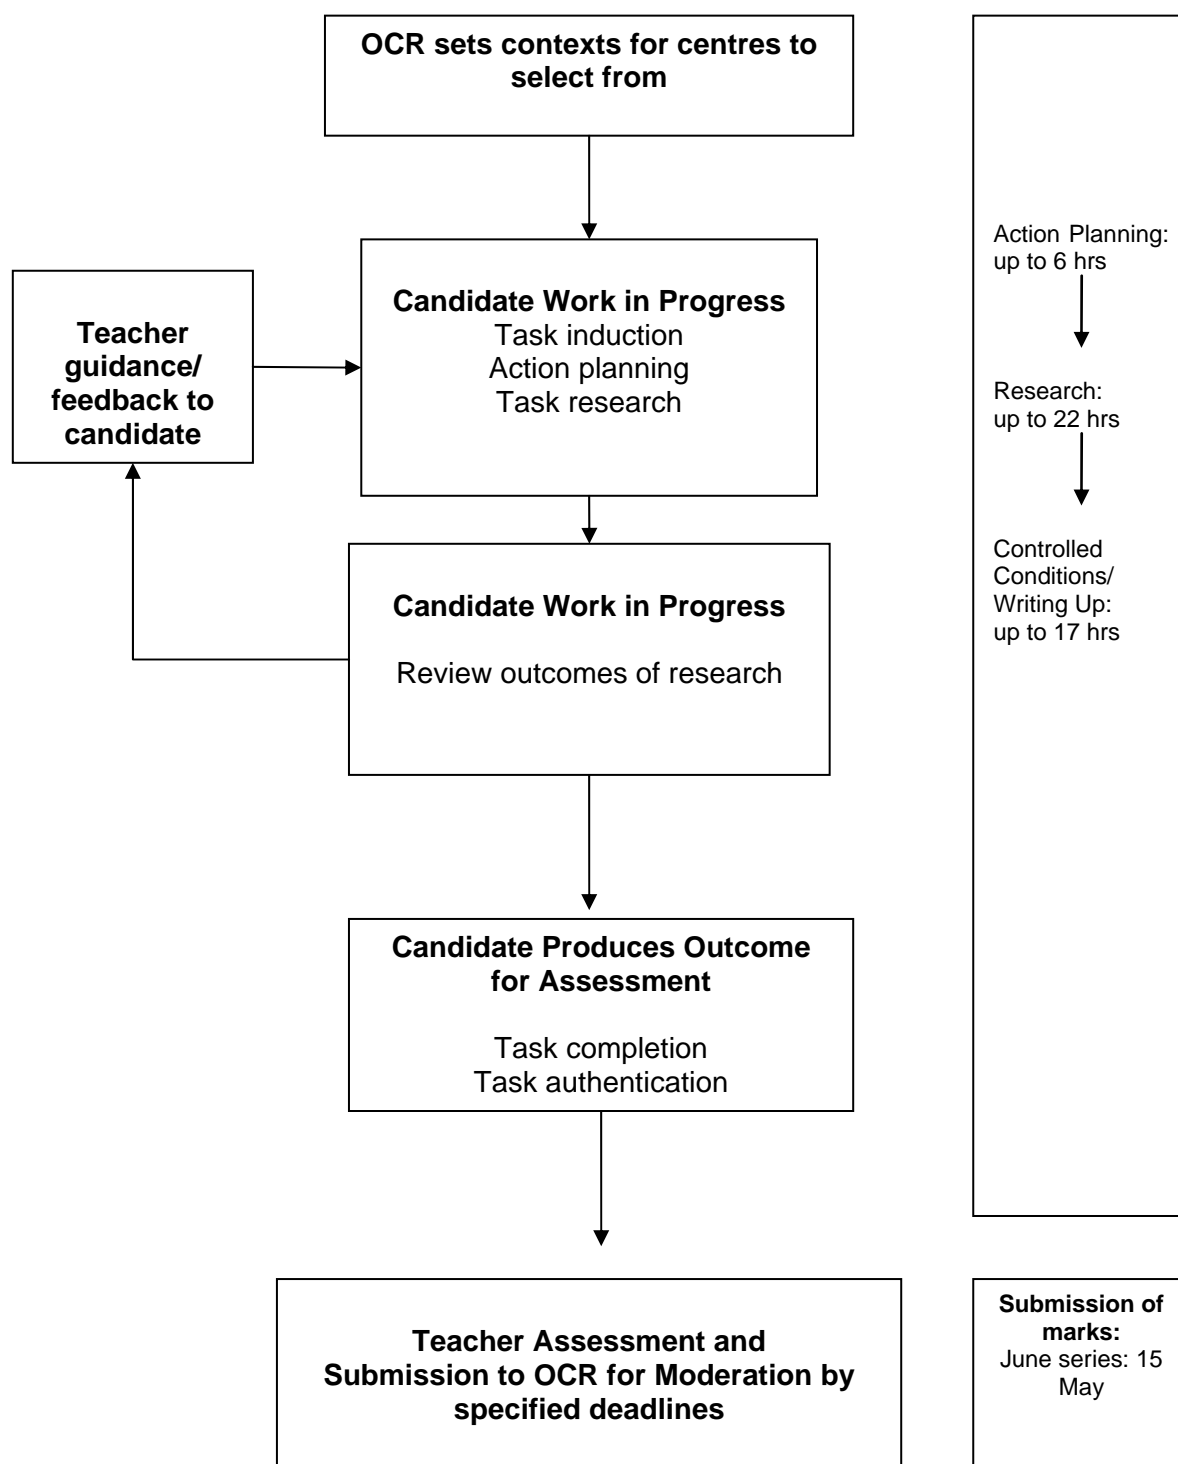 OCR sets contexts for centres to
select from
Candidate Work in Progress
Task induction
Action planning
Task research
Teacher
guidance/
feedback to
candidate
Candidate Work in Progress
Review outcomes of research
Candidate Produces Outcome
for Assessment
Task completion
Task authentication
Teacher Assessment and
Submission to OCR for Moderation by
specified deadlines
Action Planning:
up to 6 hrs
Research:
up to 22 hrs
Controlled
Conditions/
Writing Up:
up to 17 hrs
Submission of
marks:
June series: 15
May